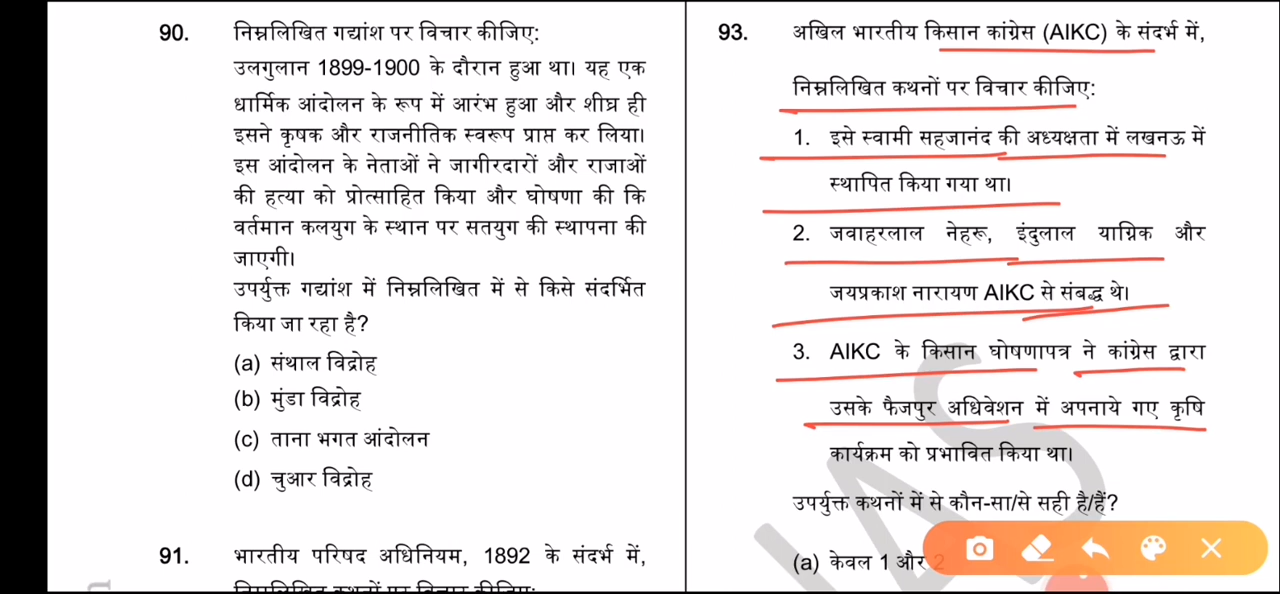 90. निम्नलिखित गद्यांश पर विचार कीजिए:
उलगुलान 1899-1900 के दौरान हुआ था। यह एक
धार्मिक आंदोलन के रूप में आरंभ हुआ और शीघ्र ही
इसने कृषक और राजनीतिक स्वरूप प्राप्त कर लिया।
इस आंदोलन के नेताओं ने जागीरदारों और राजाओं
की हत्या को प्रोत्साहित किया और घोषणा की कि
वर्तमान कलयुग के स्थान पर सतयुग की स्थापना की
जाएगी।
उपर्युक्त गद्यांश में निम्नलिखित में से किसे संदर्भित
किया जा रहा है?
(a) संथाल विद्रोह
(b) मुंडा विद्रोह
(c) ताना भगत आंदोलन
(d) चुआर विद्रोह
91. भारतीय परिषद अधिनियम, 1892 के संदर्भ में,
निम्नलिखित कथनों पर विचार कीजिए:
93. अखिल भारतीय किसान कांग्रेस (AIKC) के संदर्भ में,
निम्नलिखित कथनों पर विचार कीजिए:
1. इसे स्वामी सहजानंद की अध्यक्षता में लखनऊ में
स्थापित किया गया था।
2. जवाहरलाल नेहरू, इंदुलाल याग्निक और
जयप्रकाश नारायण AIKC से संबद्ध थे।
3. AIKC के किसान घोषणापत्र ने कांग्रेस द्वारा
उसके फैजपुर अधिवेशन में अपनाये गए कृषि
कार्यक्रम को प्रभावित किया था।
उपर्युक्त कथनों में से कौन-सा/से सही है/हैं?
(a) केवल 1 और 2